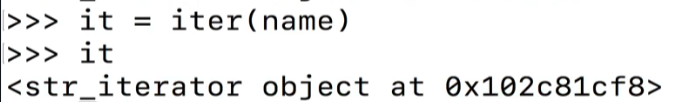 >>> it = iter(name)
>>> it
<str_iterator object at 0x102c81cf8>